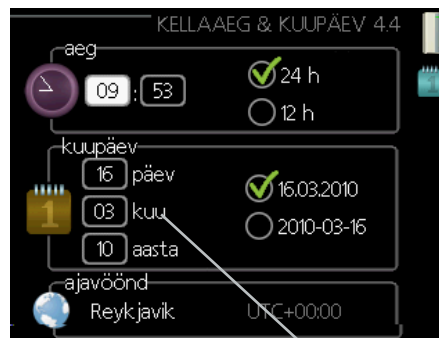 KELLAAEG & KUUPÄEV 4.4
aeg
09 : 53
24 h
12 h
kuupäev
16 päev
03 kuu
10 aasta
16.03.2010
2010-03-16
1
ajavöönd
Reykjavik UTC+00:00